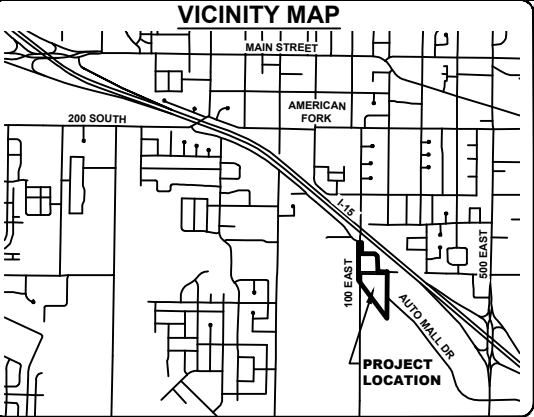 VICINITY MAP
MAIN STREET
AMERICAN
FORK
200 SOUTH
I-15
500 EAST
100 EAST
AUTO MALL DR
PROJECT
LOCATION